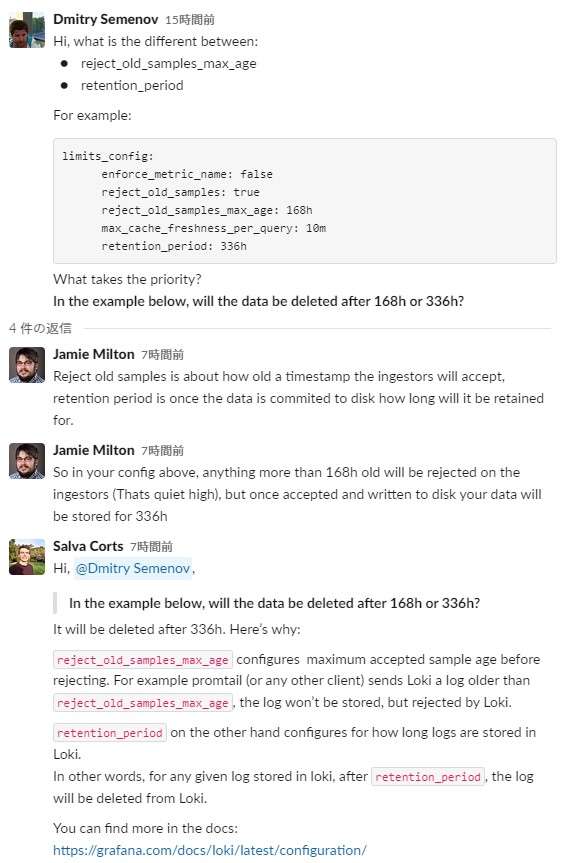 Dmitry Semenov 15時間前
Hi, what is the different between:
● reject_old_samples_max_age
● retention_period
For example:
limits_config:
enforce_metric_name: false
reject_old_samples: true
reject_old_samples_max_age: 168h
max_cache_freshness_per_query: 10m
retention_period: 336h
What takes the priority?
In the example below, will the data be deleted after 168h or 336h?
4 件の返信
Jamie Milton 7時間前
Reject old samples is about how old a timestamp the ingestors will accept,
retention period is once the data is commited to disk how long will it be retained
for.
Jamie Milton 7時間前
So in your config above, anything more than 168h old will be rejected on the
ingestors (Thats quiet high), but once accepted and written to disk your data will
be stored for 336h
Salva Corts 7時間前
Hi, @Dmitry Semenov,
In the example below, will the data be deleted after 168h or 336h?
It will be deleted after 336h. Here's why:
reject_old_samples_max_age configures maximum accepted sample age before
rejecting. For example promtail (or any other client) sends Loki a log older than
reject_old_samples_max_age, the log won't be stored, but rejected by Loki.
retention_period on the other hand configures for how long logs are stored in
Loki.
In other words, for any given log stored in loki, after retention_period, the log
will be deleted from Loki.
You can find more in the docs:
https://grafana.com/docs/loki/latest/configuration/